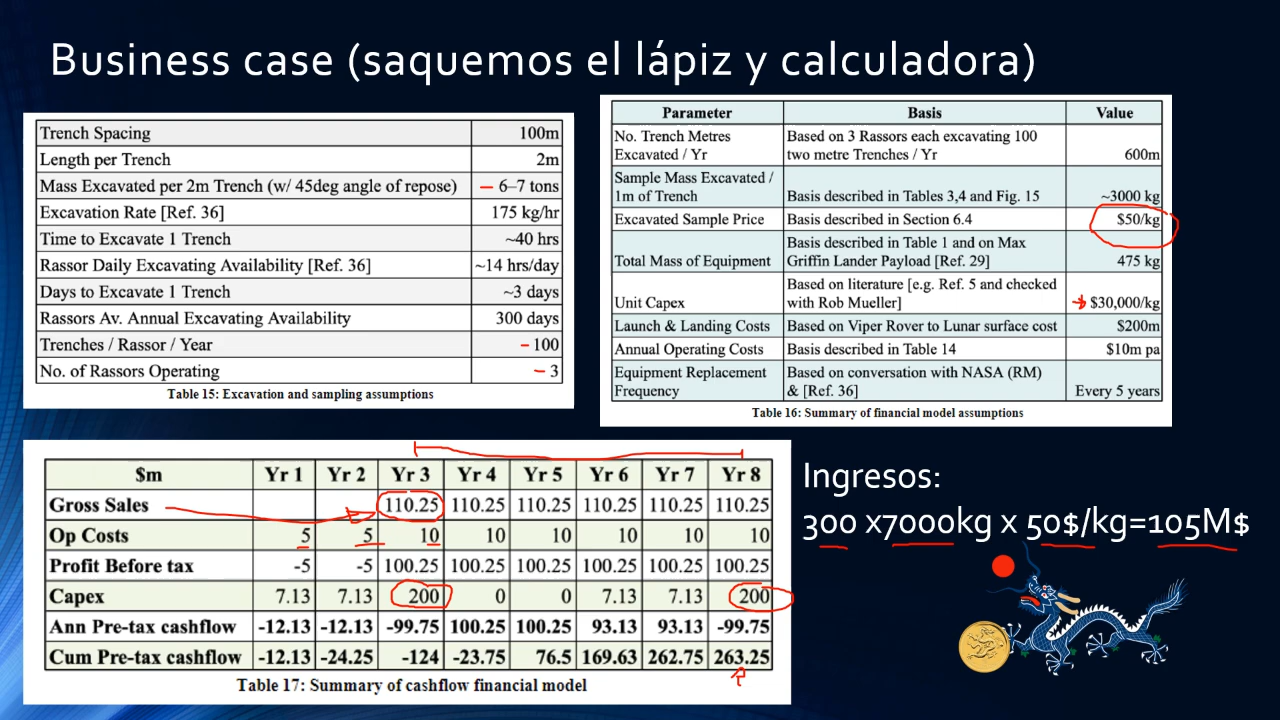 Business case (saquemos el lápiz y calculadora)
Trench Spacing 100m
Length per Trench 2m
Mass Excavated per 2m Trench (w/ 45deg angle of repose) 6–7 tons
Excavation Rate [Ref. 36] 175 kg/hr
Time to Excavate 1 Trench ~40 hrs
Rassor Daily Excavating Availability [Ref. 36] ~14 hrs/day
Days to Excavate 1 Trench ~3 days
Rassors Av. Annual Excavating Availability 300 days
Trenches / Rassor / Year 100
No. of Rassors Operating 3
Table 15: Excavation and sampling assumptions
Parameter Basis Value
No. Trench Metres Based on 3 Rassors each excavating 100
Excavated / Yr two metre Trenches / Yr 600m
Sample Mass Excavated /
1m of Trench Basis described in Tables 3,4 and Fig. 15 ~3000 kg
Excavated Sample Price Basis described in Section 6.4 $50/kg
Basis described in Table 1 and on Max
Total Mass of Equipment Griffin Lander Payload [Ref. 29] 475 kg
Based on literature [e.g. Ref. 5 and checked
Unit Capex with Rob Mueller] $30,000/kg
Launch & Landing Costs Based on Viper Rover to Lunar surface cost $200m
Annual Operating Costs Basis described in Table 14 $10m pa
Equipment Replacement Based on conversation with NASA (RM)
Frequency & [Ref. 36] Every 5 years
Table 16: Summary of financial model assumptions
$m Yr 1 Yr 2 Yr 3 Yr 4 Yr 5 Yr 6 Yr 7 Yr 8
Gross Sales 110.25 110.25 110.25 110.25 110.25 110.25
Op Costs 5 5 10 10 10 10 10 10
Profit Before tax -5 -5 100.25 100.25 100.25 100.25 100.25 100.25
Capex 7.13 7.13 200 0 0 7.13 7.13 200
Ann Pre-tax cashflow -12.13 -12.13 -99.75 100.25 100.25 93.13 93.13 -99.75
Cum Pre-tax cashflow -12.13 -24.25 -124 -23.75 76.5 169.63 262.75 263.25
Table 17: Summary of cashflow financial model
Ingresos:
300 x7000kg x 50$/kg=105M$